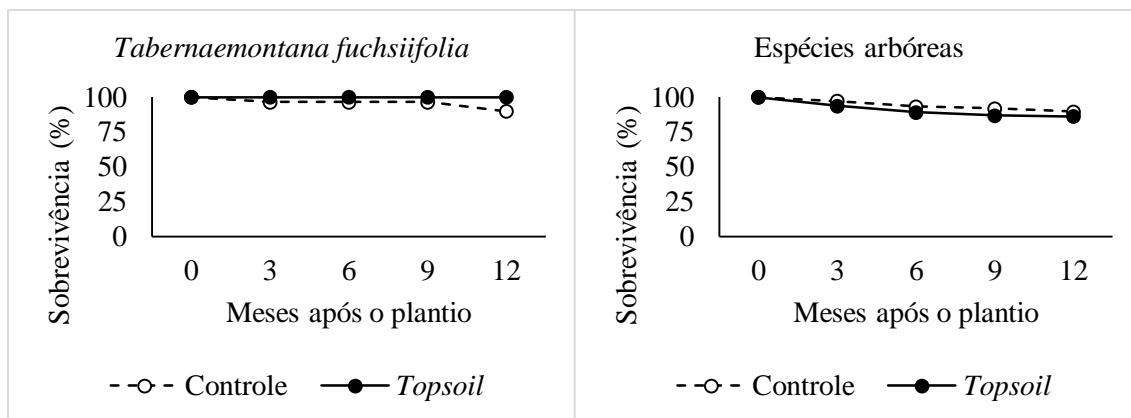 Tabernaemontana fuchsiifolia
Sobrevivência (%)
100
75
50
25
0
0 3 6 9 12
Meses após o plantio
Controle Topsoil
Espécies arbóreas
Sobrevivência (%)
100
75
50
25
0
0 3 6 9 12
Meses após o plantio
Controle Topsoil